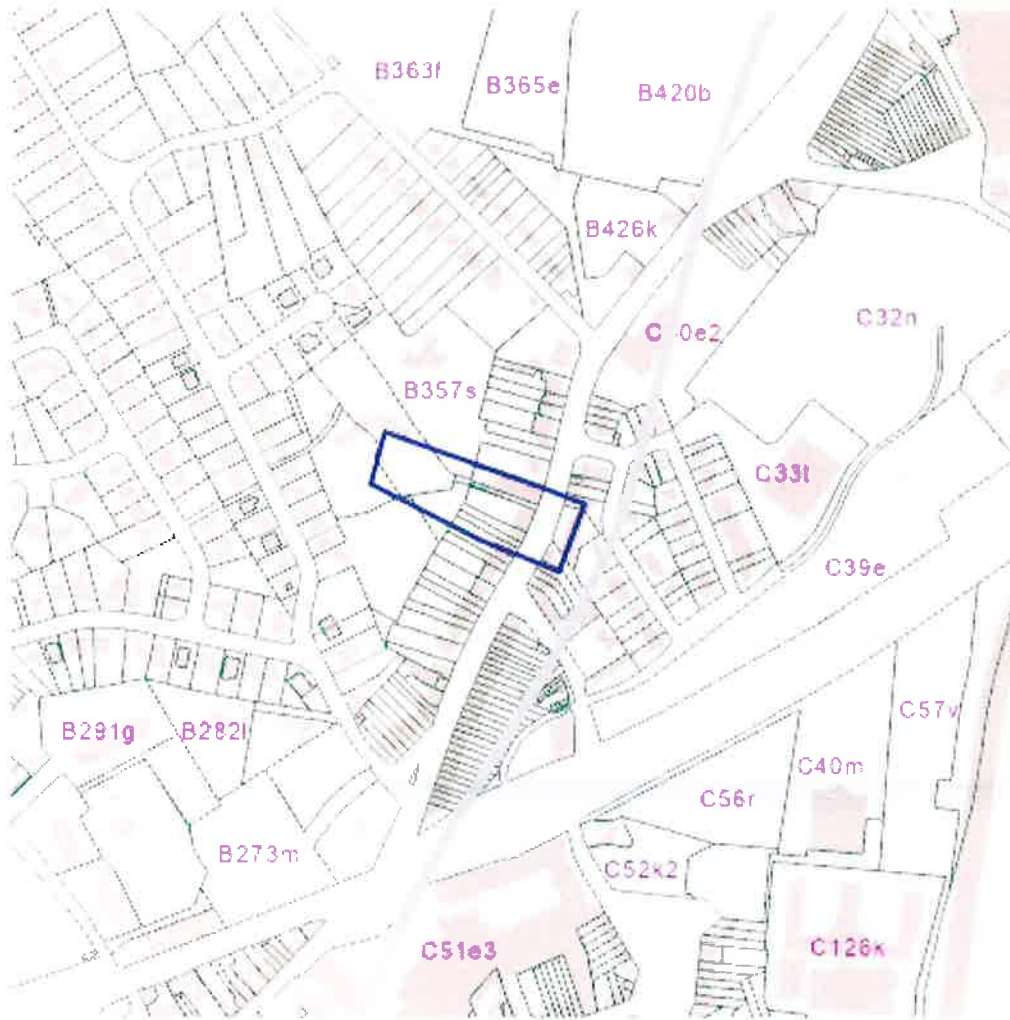 B363f
B365e
B420b
B426k
C32n
B357s
C33t
C39e
B291g
B282l
C57v
C40m
C56r
B273m
C52k2
C51e3
C126k